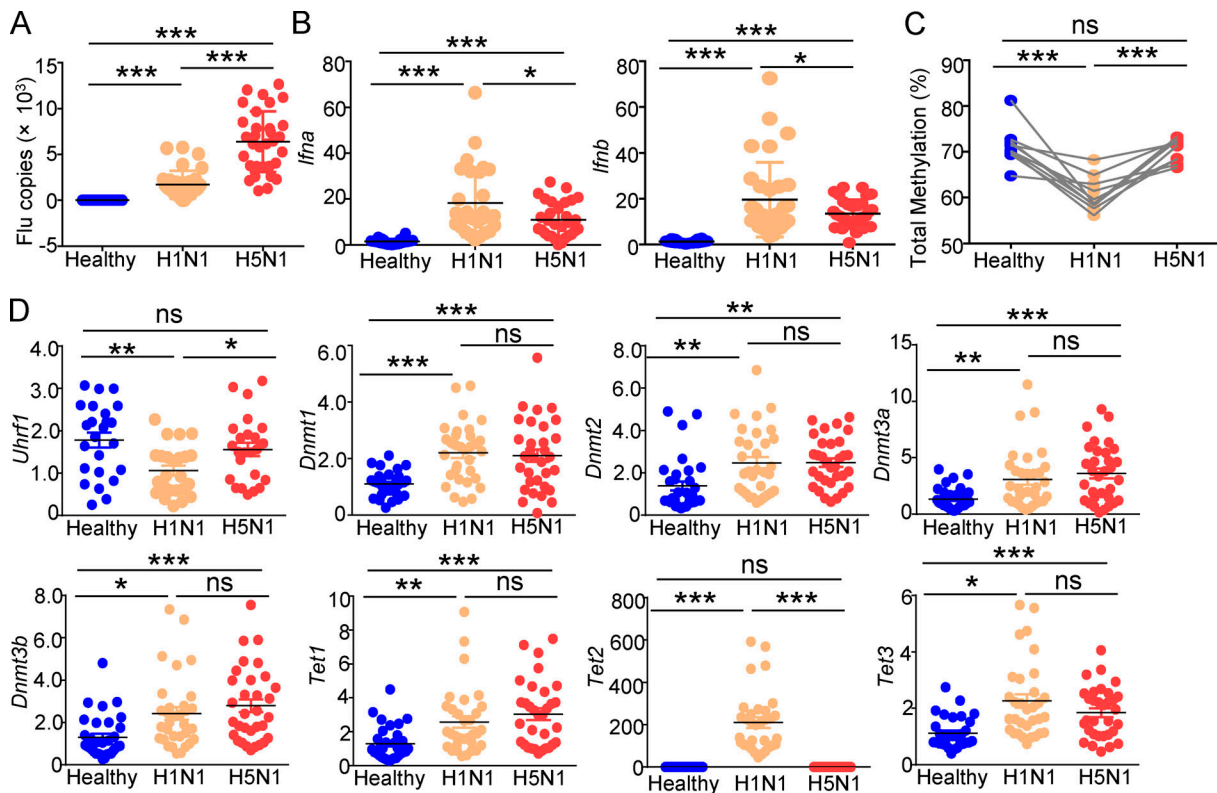 A
Flu copies (× 10³)
15
10
5
0
-5
***
***
***
Healthy H1N1 H5N1
B
Ifna
80
60
40
20
0
***
***
*
Healthy H1N1 H5N1
Ifnb
80
60
40
20
0
***
***
*
Healthy H1N1 H5N1
C
Total Methylation (%)
90
80
70
60
50
ns
***
***
Healthy
H1N1
H5N1
D
Uhrf1
4.0
3.0
2.0
1.0
0
ns
**
*
Healthy H1N1 H5N1
Dnmt1
6.0
4.0
2.0
0
***
***
ns
Healthy H1N1 H5N1
Dnmt2
8.0
6.0
4.0
2.0
0
**
**
ns
Healthy H1N1 H5N1
Dnmt3a
15
10
5
0
***
**
ns
Healthy H1N1 H5N1
Dnmt3b
8.0
6.0
4.0
2.0
0
***
*
ns
Healthy H1N1 H5N1
Tet1
10
8
6
4
2
0
***
**
ns
Healthy H1N1 H5N1
Tet2
800
600
400
200
0
ns
***
***
Healthy H1N1 H5N1
Tet3
6
4
2
0
***
*
ns
Healthy H1N1 H5N1